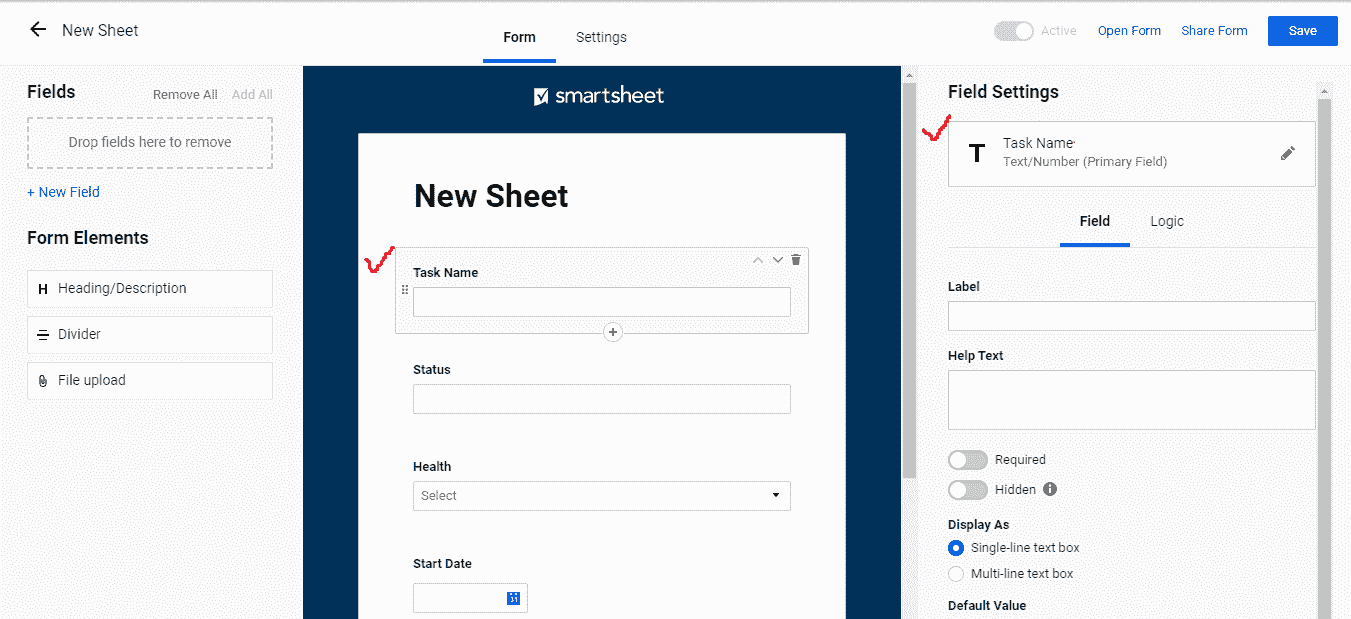 New Sheet
Form
Settings
Active
Open Form
Share Form
Save
Fields
Remove All
Add All
Drop fields here to remove
+ New Field
Form Elements
H Heading/Description
Divider
File upload
smartsheet
New Sheet
Task Name
Status
Health
Select
Start Date
31
Field Settings
T
Task Name*
Text/Number (Primary Field)
Field
Logic
Label
Help Text
Required
Hidden
Display As
Single-line text box
Multi-line text box
Default Value